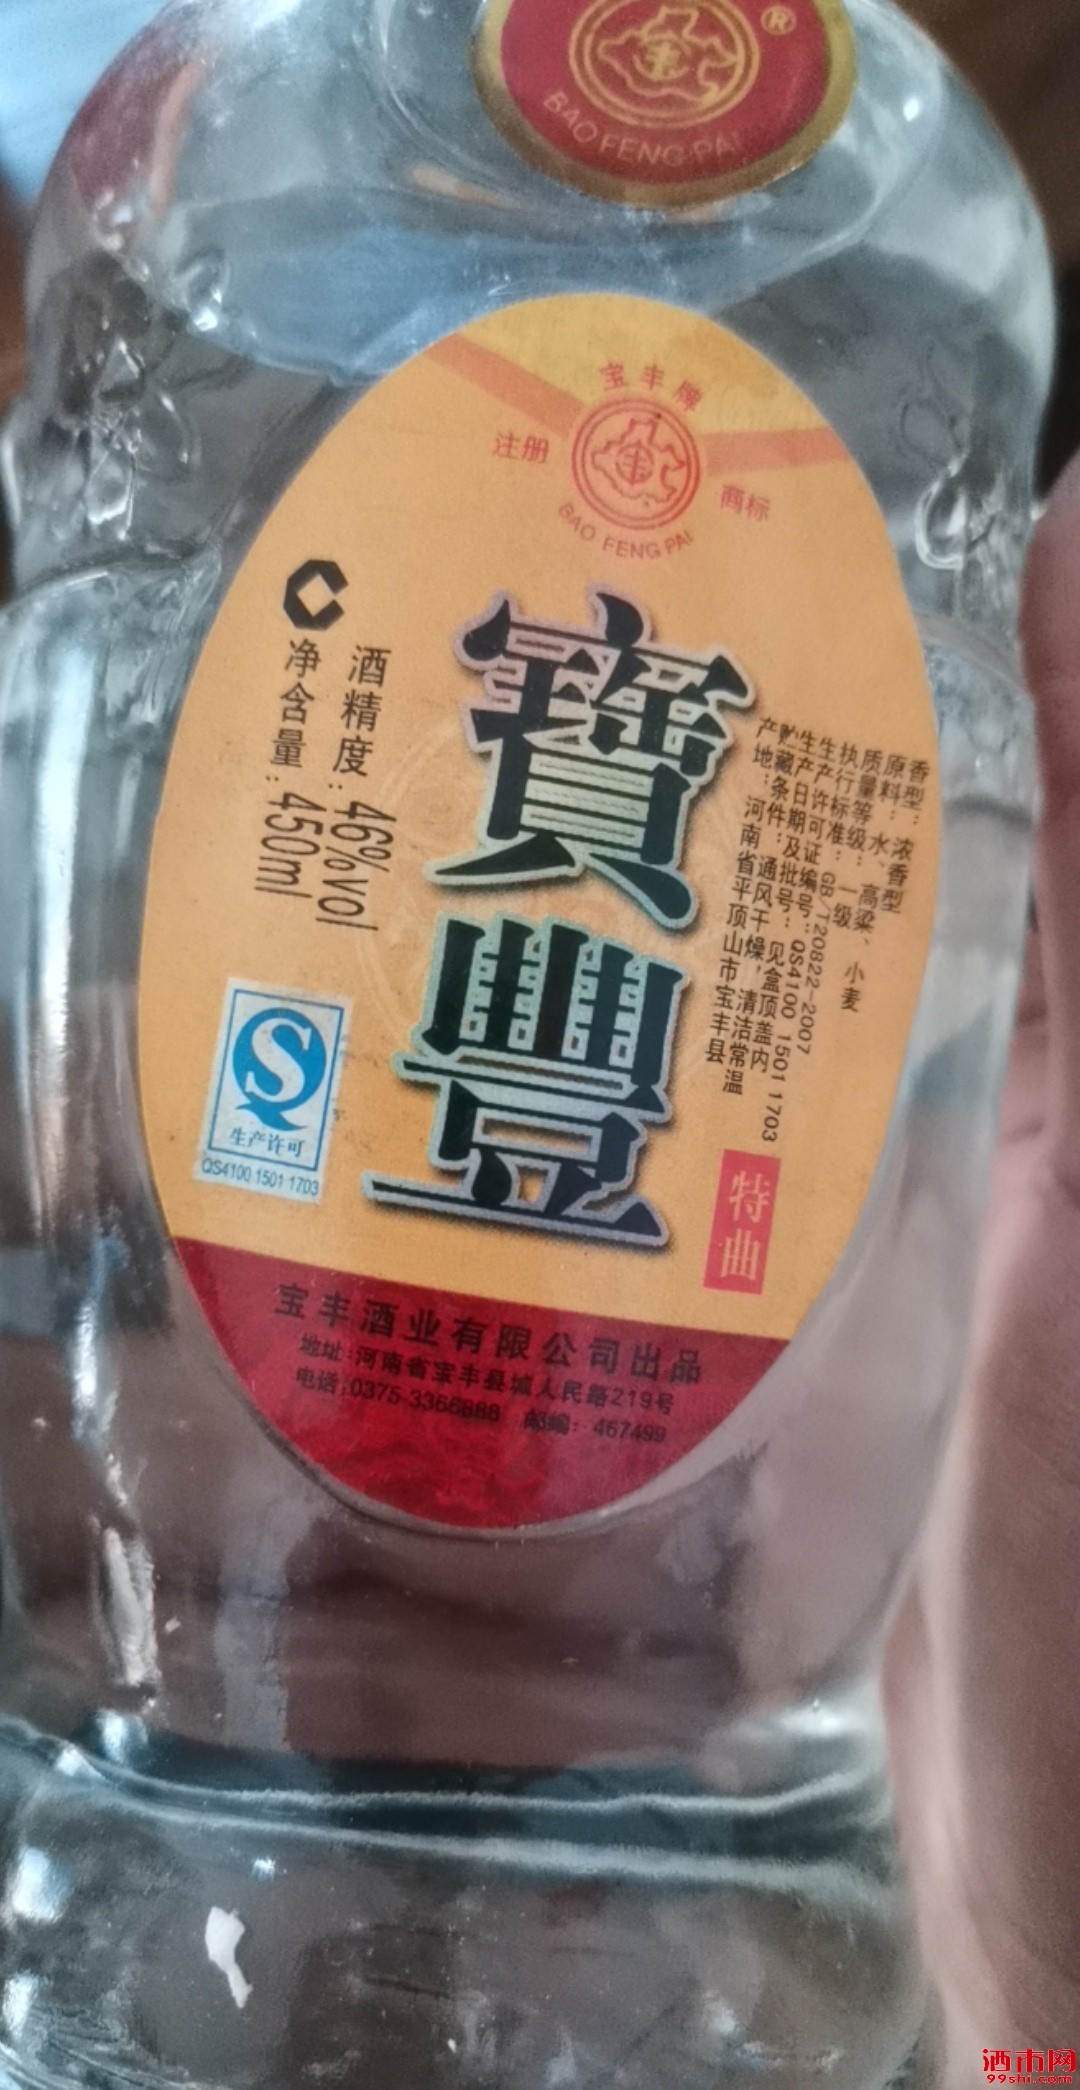 宝
®
BAO FENG PAI
宝丰牌
注册
宝
商标
BAO FENG PAI
寶豐
酒精度：46%vol
净含量：450ml
香型：浓香型
原料：水、高粱、小麦
质量等级：一级
执行标准：GB/T20822-2007
生产许可证编号：QS4100 1501 1703
生产日期及批号：见盒顶盖内
贮藏条件：通风干燥，清洁常温
产地：河南省平顶山市宝丰县
特曲
生产许可
QS4100 1501 1703
宝丰酒业有限公司出品
地址：河南省宝丰县城人民路219号
电话：0375-3366888 邮编：467499
酒市网
99shi.com